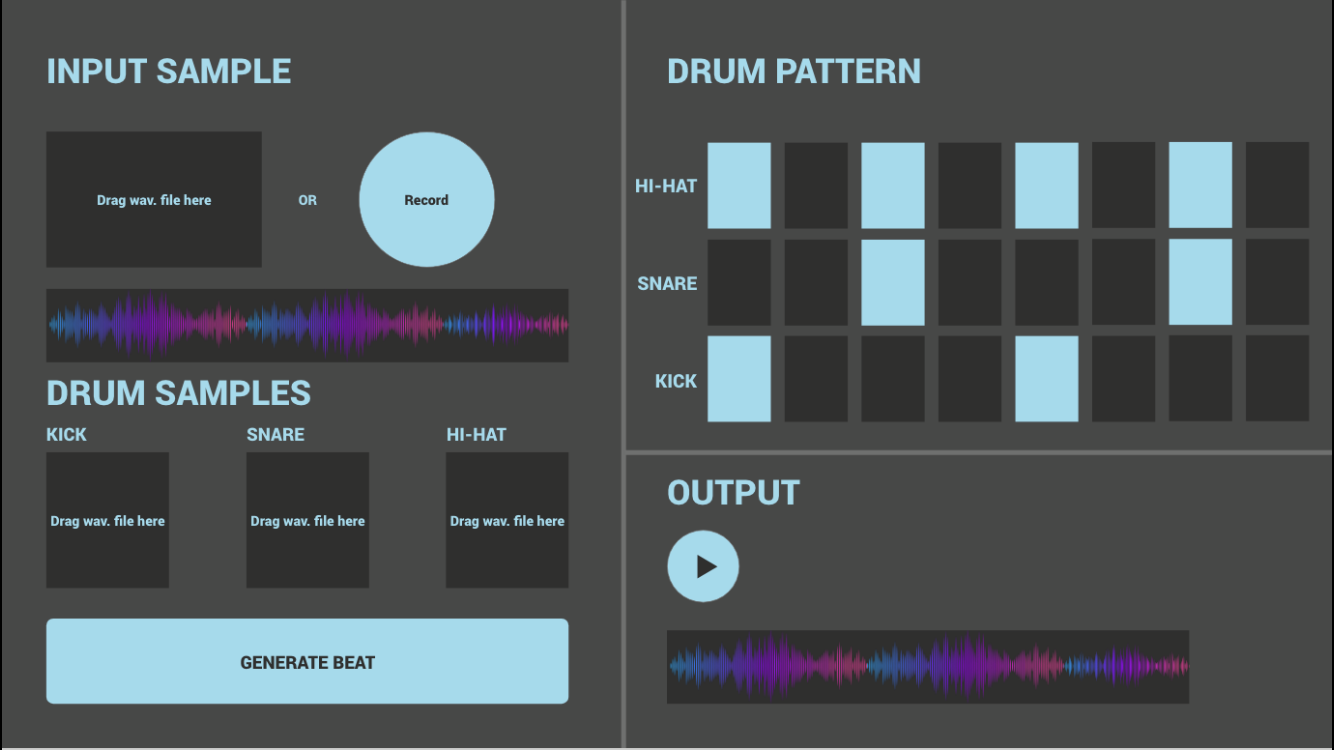 INPUT SAMPLE
Drag wav. file here
OR
Record
DRUM SAMPLES
KICK
SNARE
HI-HAT
Drag wav. file here
Drag wav. file here
Drag wav. file here
GENERATE BEAT
DRUM PATTERN
HI-HAT
SNARE
KICK
OUTPUT